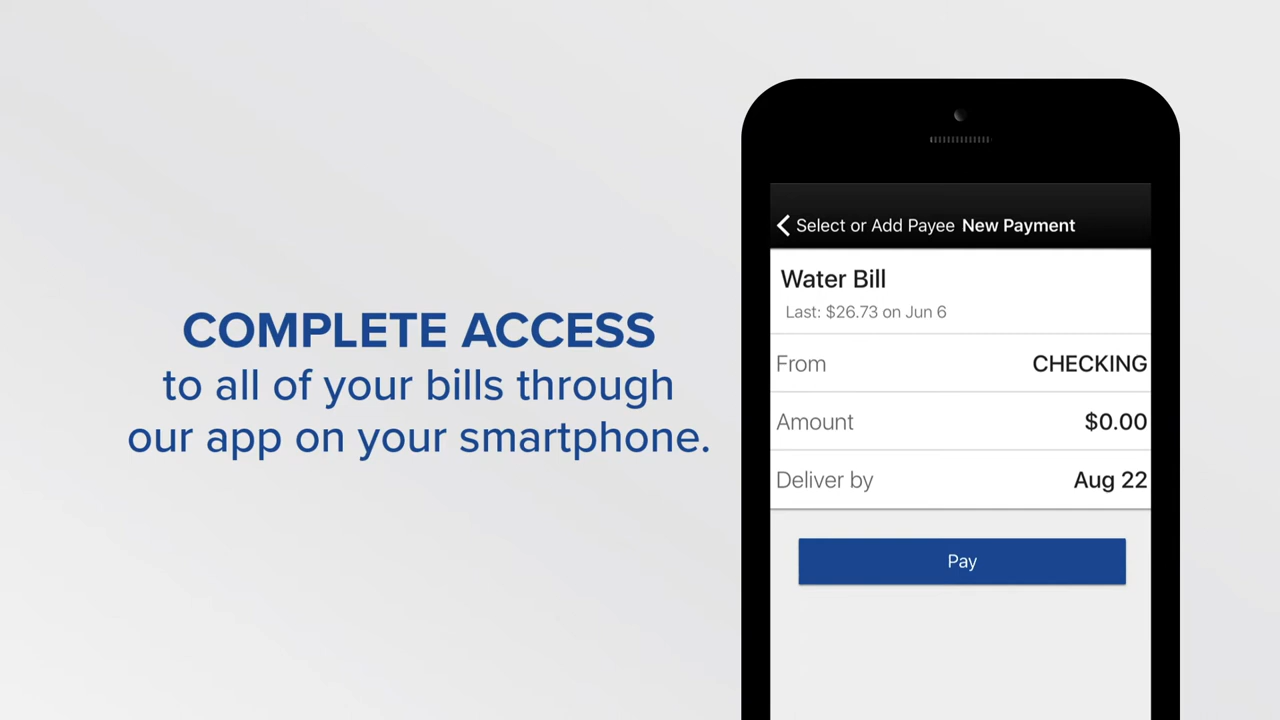 COMPLETE ACCESS
to all of your bills through
our app on your smartphone.
Select or Add Payee New Payment
Water Bill
Last: $26.73 on Jun 6
From CHECKING
Amount $0.00
Deliver by Aug 22
Pay